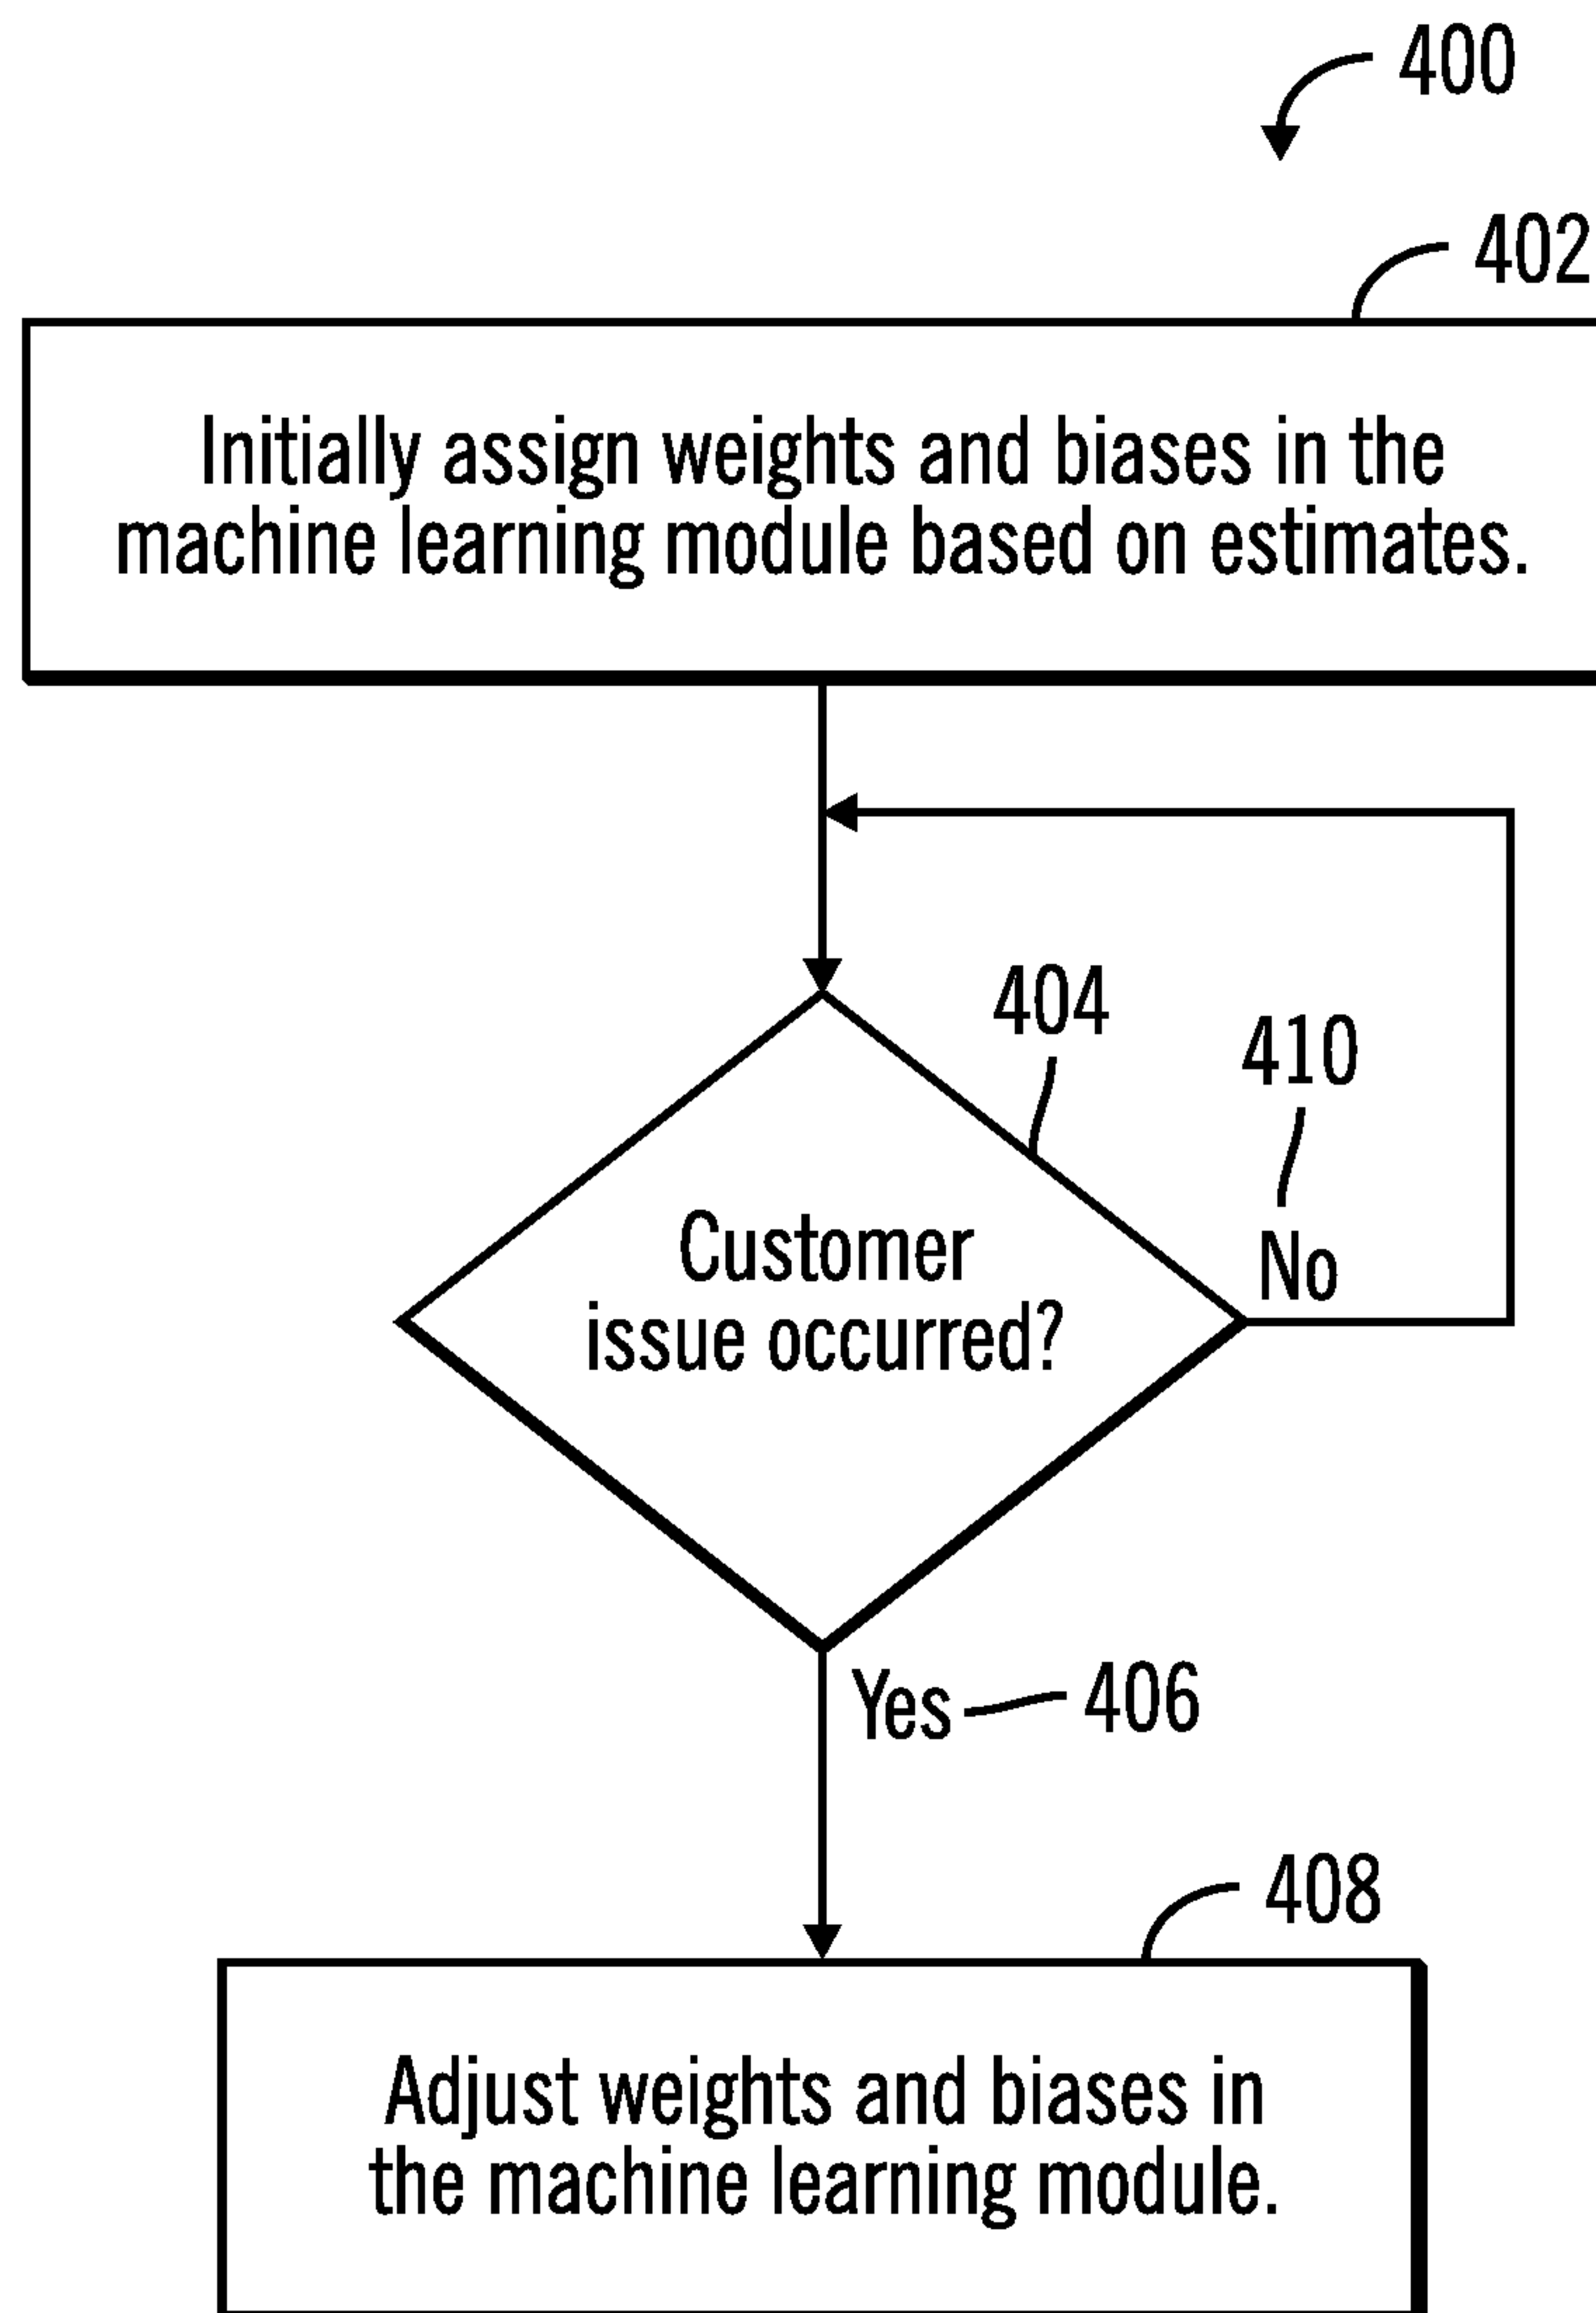 400
402
Initially assign weights and biases in the
machine learning module based on estimates.
404
410
Customer
issue occurred?
No
Yes
406
408
Adjust weights and biases in
the machine learning module.